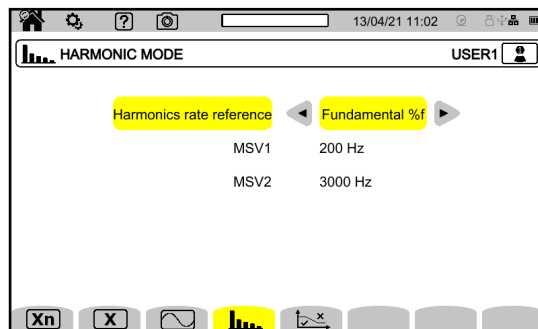 ? 13/04/21 11:02
HARMONIC MODE USER1
Harmonics rate reference Fundamental %f
MSV1 200 Hz
MSV2 3000 Hz
Xn X